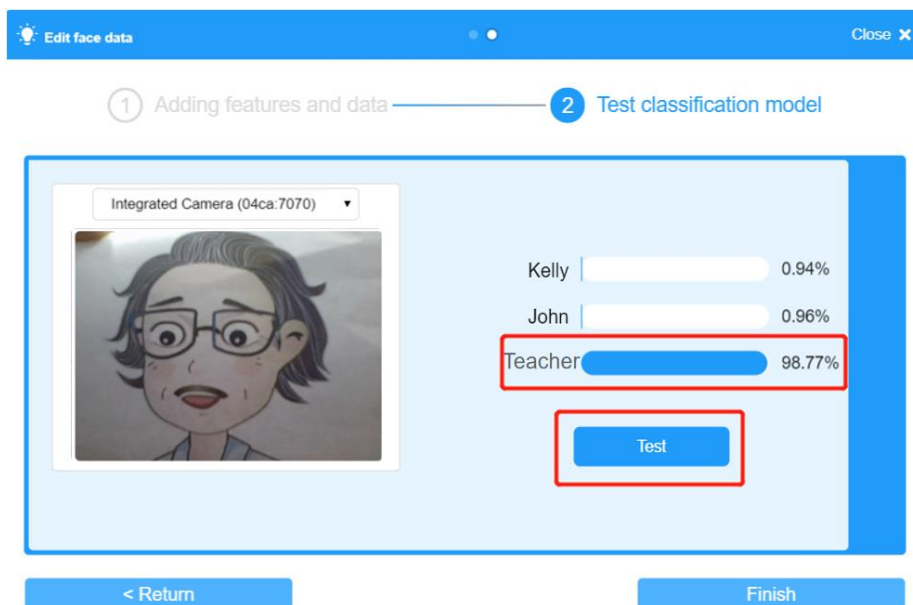 Edit face data
Close ×
1 Adding features and data
2 Test classification model
Integrated Camera (04ca:7070)
Kelly 0.94%
John 0.96%
Teacher 98.77%
Test
< Return
Finish